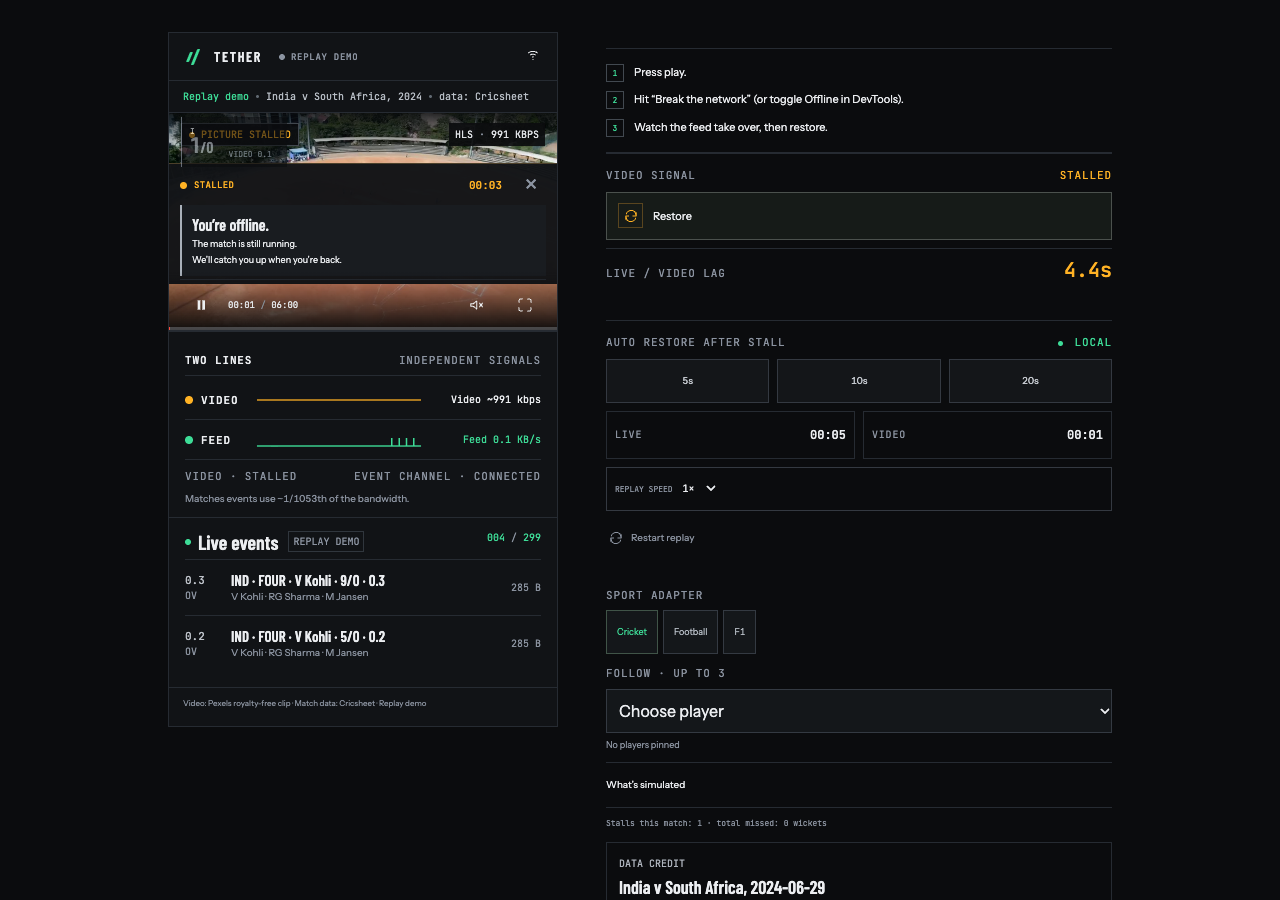 TETHER
REPLAY DEMO
Replay demo • India v South Africa, 2024 • data: Cricsheet
PICTURE STALLED
HLS · 991 KBPS
1/0
VIDEO 0.1
STALLED
00:03
You're offline.
The match is still running.
We'll catch you up when you're back.
00:01 / 06:00
TWO LINES
INDEPENDENT SIGNALS
VIDEO
Video ~991 kbps
FEED
Feed 0.1 KB/s
VIDEO · STALLED
EVENT CHANNEL · CONNECTED
Matches events use ~1/1053th of the bandwidth.
Live events
REPLAY DEMO
004 / 299
0.3
OV
IND · FOUR · V Kohli · 9/0 · 0.3
V Kohli · RG Sharma · M Jansen
285 B
0.2
OV
IND · FOUR · V Kohli · 5/0 · 0.2
V Kohli · RG Sharma · M Jansen
285 B
Video: Pexels royalty-free clip · Match data: Cricsheet · Replay demo
1 Press play.
2 Hit “Break the network” (or toggle Offline in DevTools).
3 Watch the feed take over, then restore.
VIDEO SIGNAL
STALLED
Restore
LIVE / VIDEO LAG
4.4s
AUTO RESTORE AFTER STALL
LOCAL
5s
10s
20s
LIVE
00:05
VIDEO
00:01
REPLAY SPEED 1×
Restart replay
SPORT ADAPTER
Cricket
Football
F1
FOLLOW · UP TO 3
Choose player
No players pinned
What's simulated
Stalls this match: 1 · total missed: 0 wickets
DATA CREDIT
India v South Africa, 2024-06-29